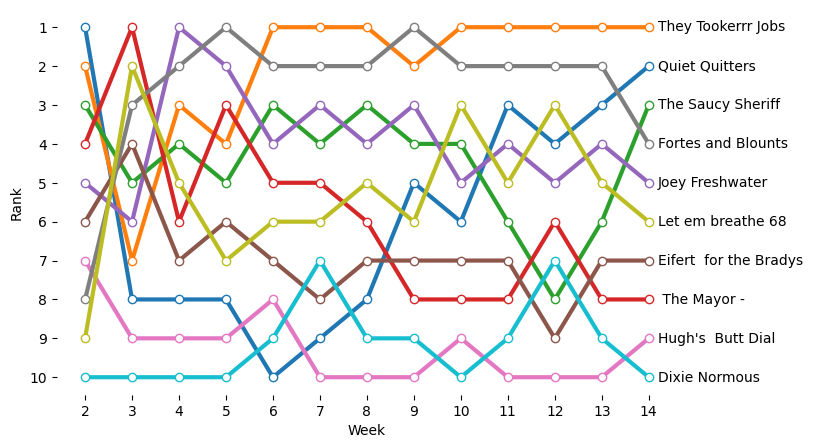 1 They Tookerrr Jobs
2 Quiet Quitters
3 The Saucy Sheriff
4 Fortes and Blounts
5 Joey Freshwater
6 Let em breathe 68
7 Eifert  for the Bradys
8 The Mayor -
9 Hugh's  Butt Dial
10 Dixie Normous
Rank
2 3 4 5 6 7 8 9 10 11 12 13 14
Week